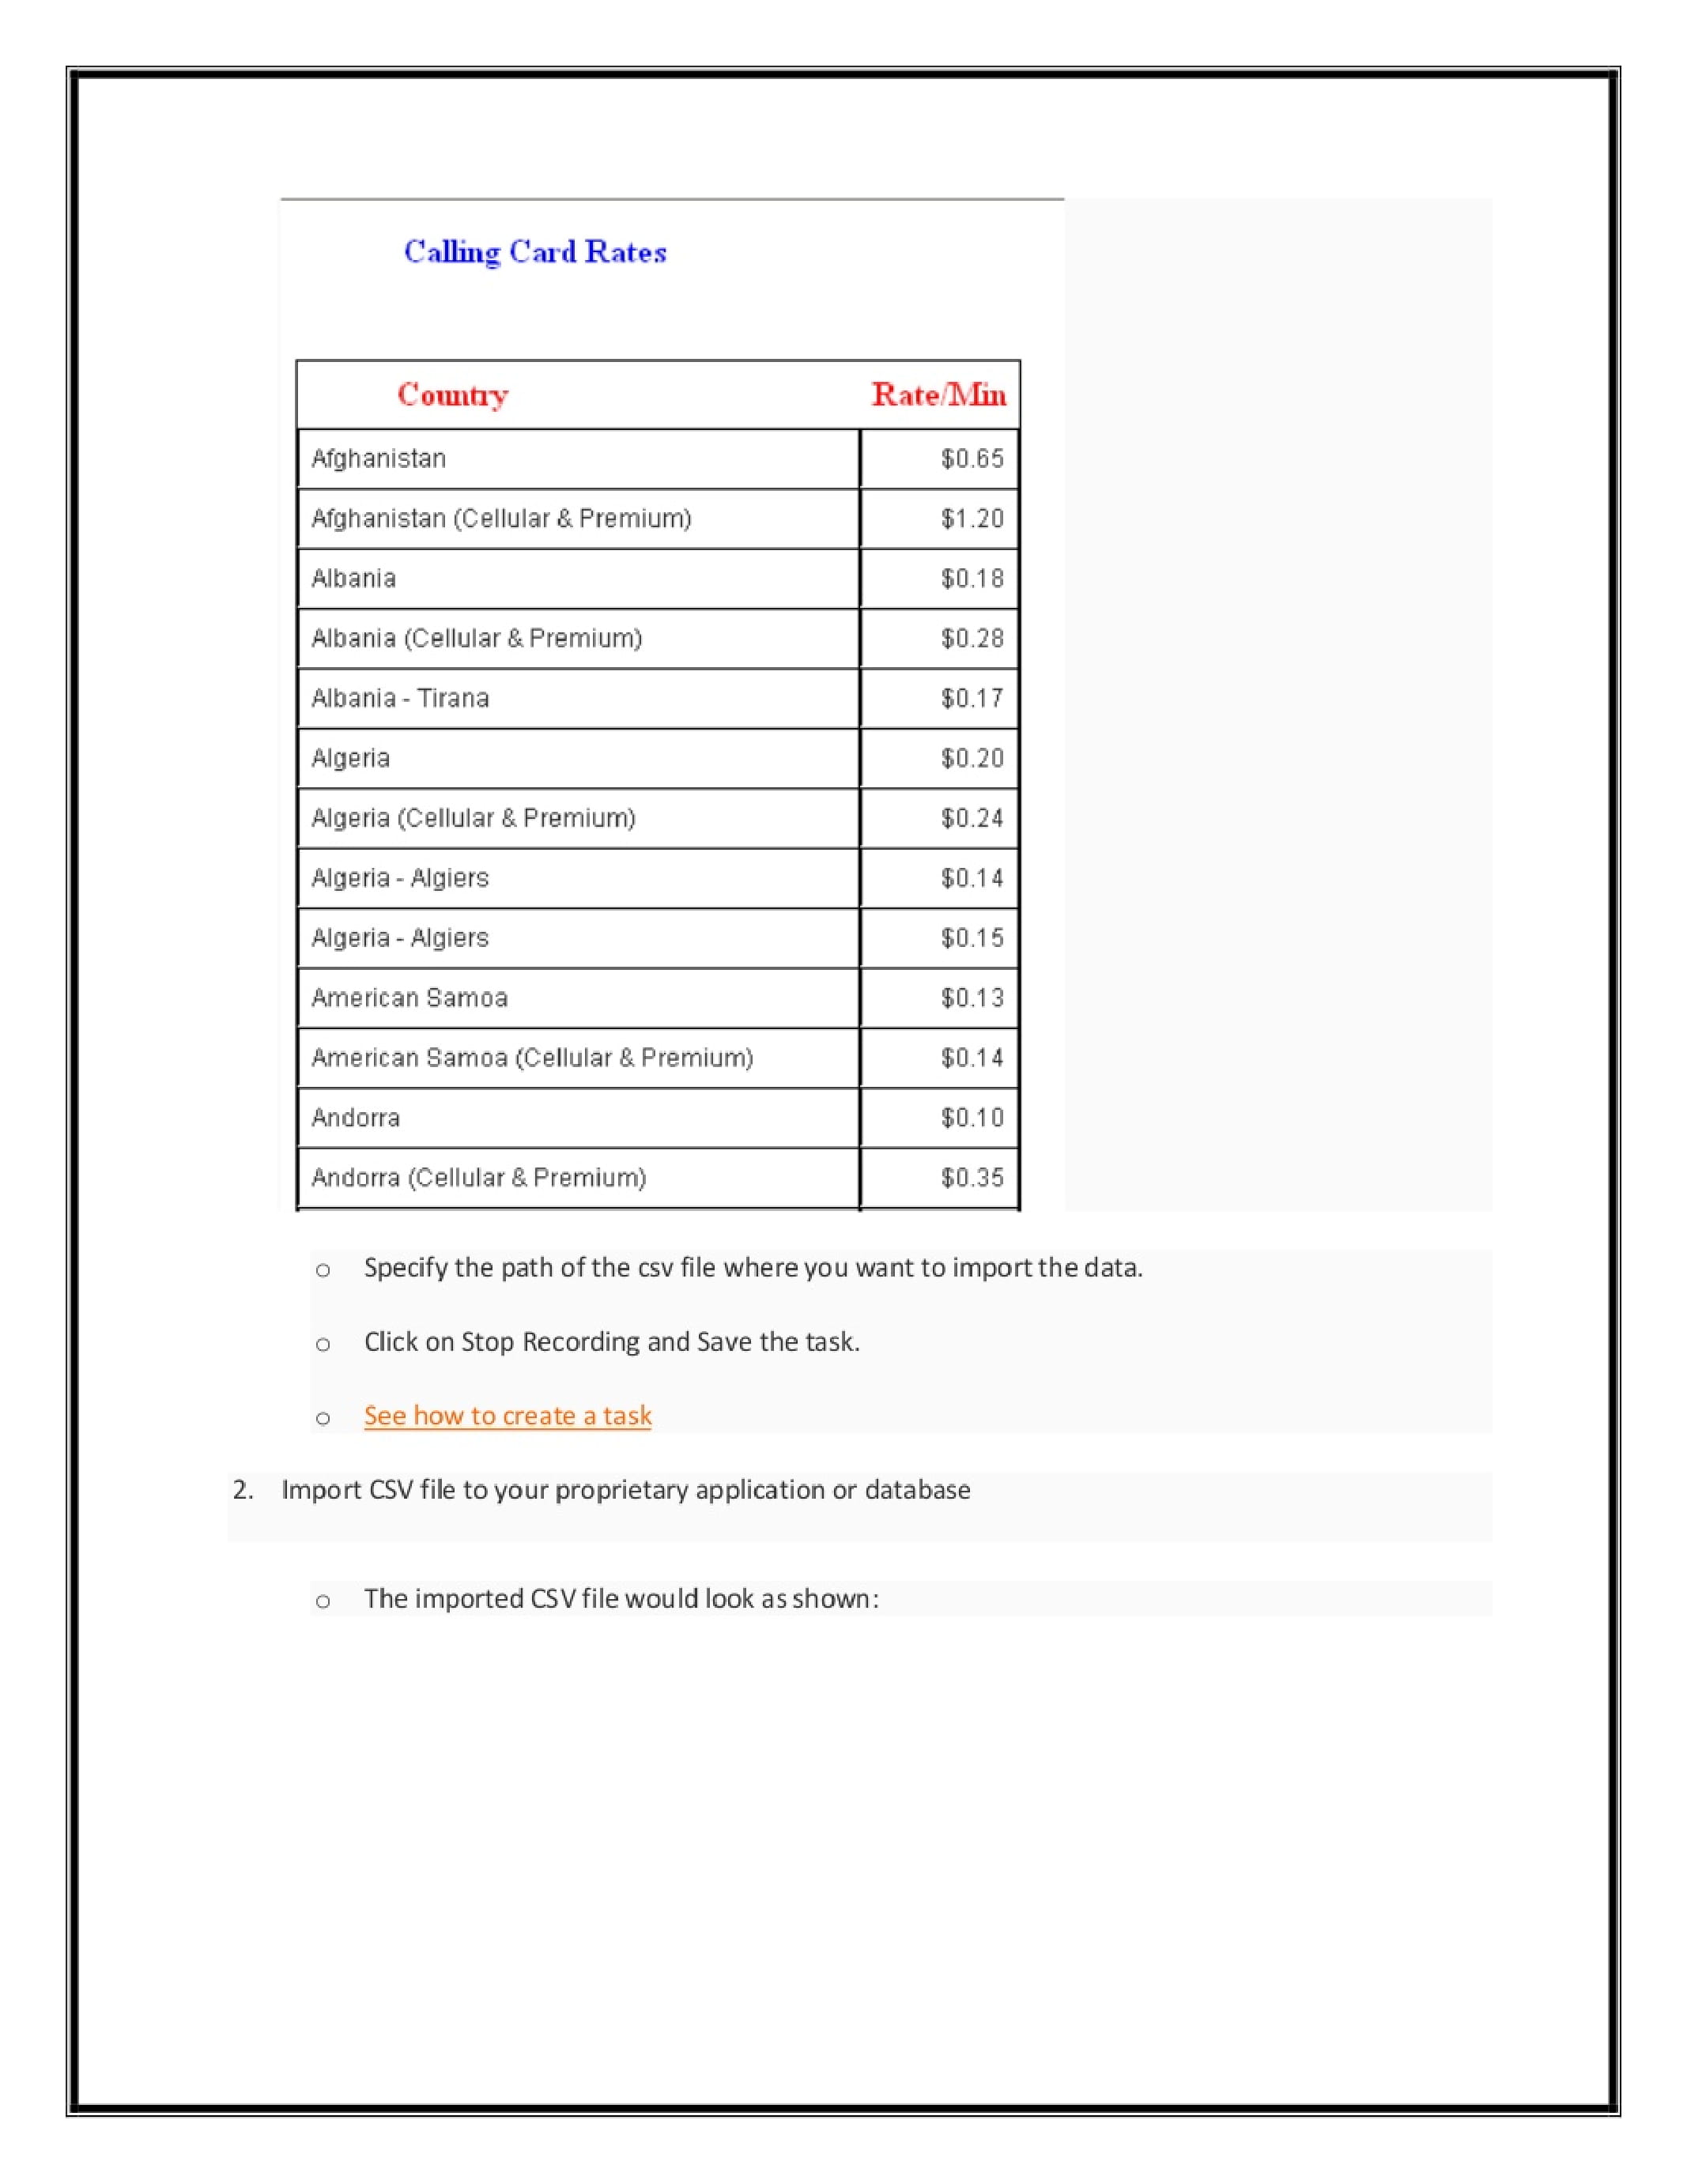 Calling Card Rates
Country Rate/Min
Afghanistan $0.65
Afghanistan (Cellular & Premium) $1.20
Albania $0.18
Albania (Cellular & Premium) $0.28
Albania - Tirana $0.17
Algeria $0.20
Algeria (Cellular & Premium) $0.24
Algeria - Algiers $0.14
Algeria - Algiers $0.15
American Samoa $0.13
American Samoa (Cellular & Premium) $0.14
Andorra $0.10
Andorra (Cellular & Premium) $0.35
o Specify the path of the csv file where you want to import the data.
o Click on Stop Recording and Save the task.
o See how to create a task
2. Import CSV file to your proprietary application or database
o The imported CSV file would look as shown: